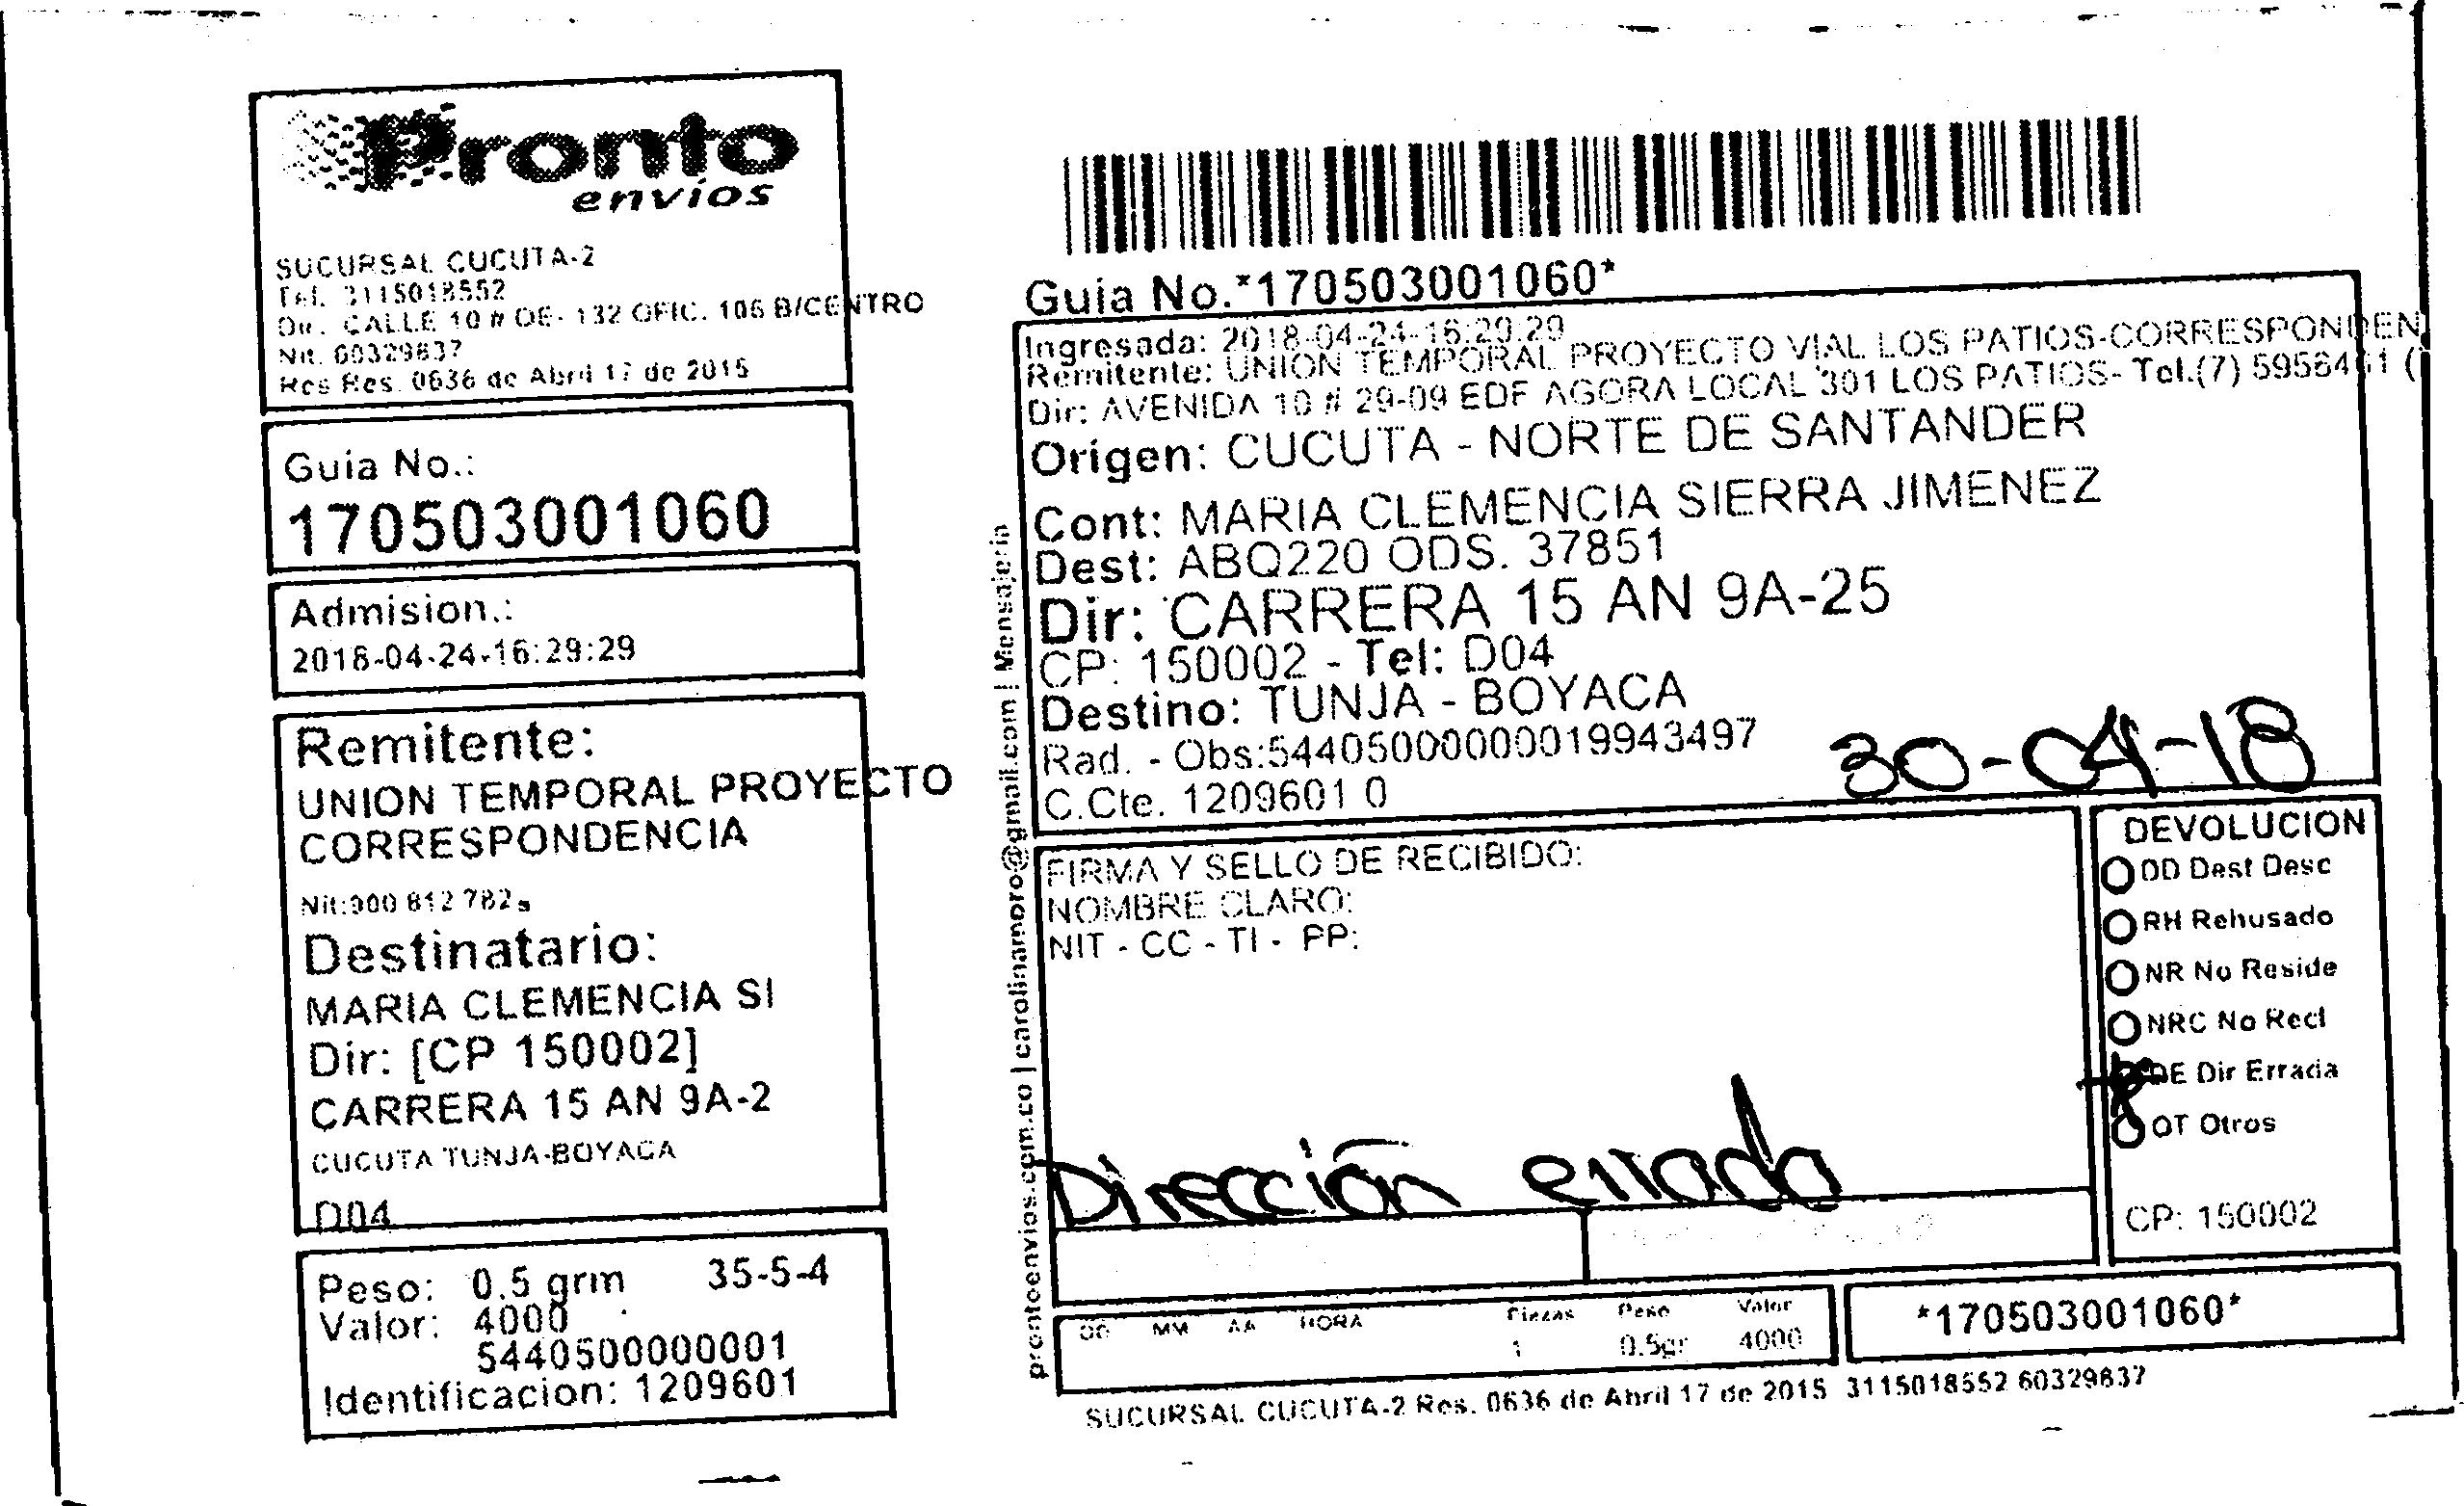 Pronto
envíos
SUCURSAL CUCUTA-2
Tel. 3115018552
Dir. CALLE 10 # OE- 132 OFIC. 106 B/CENTRO
Nit. 60329837
Res Res. 0636 de Abril 17 de 2015
Guia No.:
170503001060
Admision.:
2018-04-24-16:29:29
Remitente:
UNION TEMPORAL PROYECTO
CORRESPONDENCIA
Nit:900 812 782
Destinatario:
MARIA CLEMENCIA SI
Dir: [CP 150002]
CARRERA 15 AN 9A-2
CUCUTA TUNJA-BOYACA
D04
Peso: 0.5 grm 35-5-4
Valor: 4000
5440500000001
Identificacion: 1209601
prontoenvios.com.co | carolinamoro@gmail.com | Mensajeria
Guia No.*170503001060*
Ingresada: 2018-04-24-16:29:29
Remitente: UNION TEMPORAL PROYECTO VIAL LOS PATIOS-CORRESPONDEN
Dir: AVENIDA 10 # 29-09 EDF AGORA LOCAL 301 LOS PATIOS- Tel.(7) 5956461 (
Origen: CUCUTA - NORTE DE SANTANDER
Cont: MARIA CLEMENCIA SIERRA JIMENEZ
Dest: ABQ220 ODS. 37851
Dir: CARRERA 15 AN 9A-25
CP: 150002 - Tel: D04
Destino: TUNJA - BOYACA
Rad. - Obs:544050000000019943497
C.Cte. 1209601 0
30-04-18
FIRMA Y SELLO DE RECIBIDO:
NOMBRE CLARO:
NIT - CC - TI - PP:
Dirección errada
DEVOLUCION
DD Dest Desc
RH Rehusado
NR No Reside
NRC No Recl
DE Dir Errada
OT Otros
CP: 150002
DD MM AA HORA Piezas Peso Valor
1 0.5gr 4000
*170503001060*
SUCURSAL CUCUTA-2 Res. 0636 de Abril 17 de 2015 3115018552 60329837